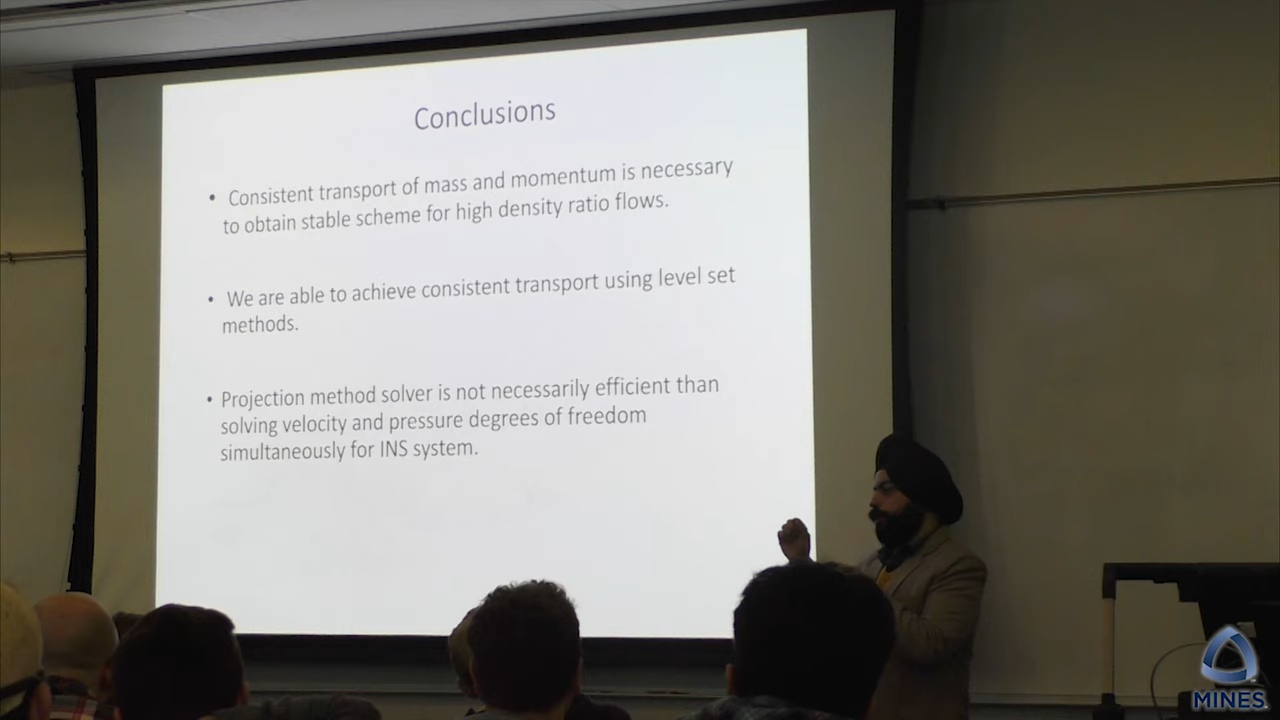 Conclusions
• Consistent transport of mass and momentum is necessary
to obtain stable scheme for high density ratio flows.
• We are able to achieve consistent transport using level set
methods.
• Projection method solver is not necessarily efficient than
solving velocity and pressure degrees of freedom
simultaneously for INS system.
MINES